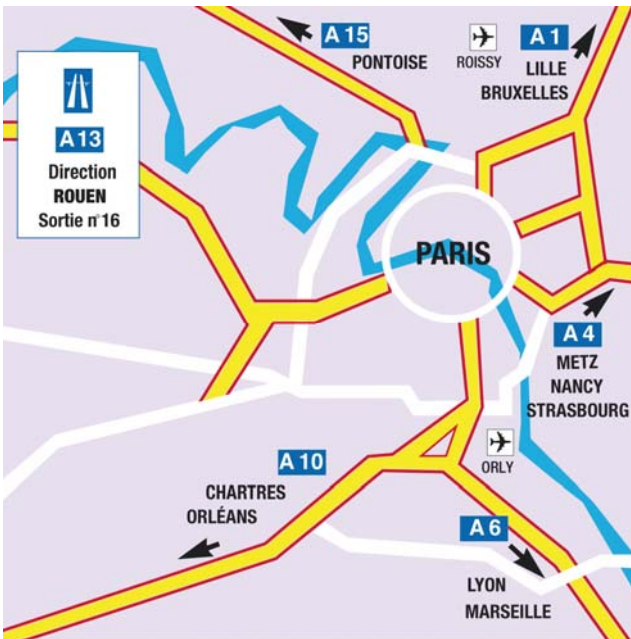 A 15
PONTOISE
ROISSY
A 1
LILLE
BRUXELLES
A 13
Direction
ROUEN
Sortie n°16
PARIS
A 4
METZ
NANCY
STRASBOURG
A 10
CHARTRES
ORLÉANS
ORLY
A 6
LYON
MARSEILLE